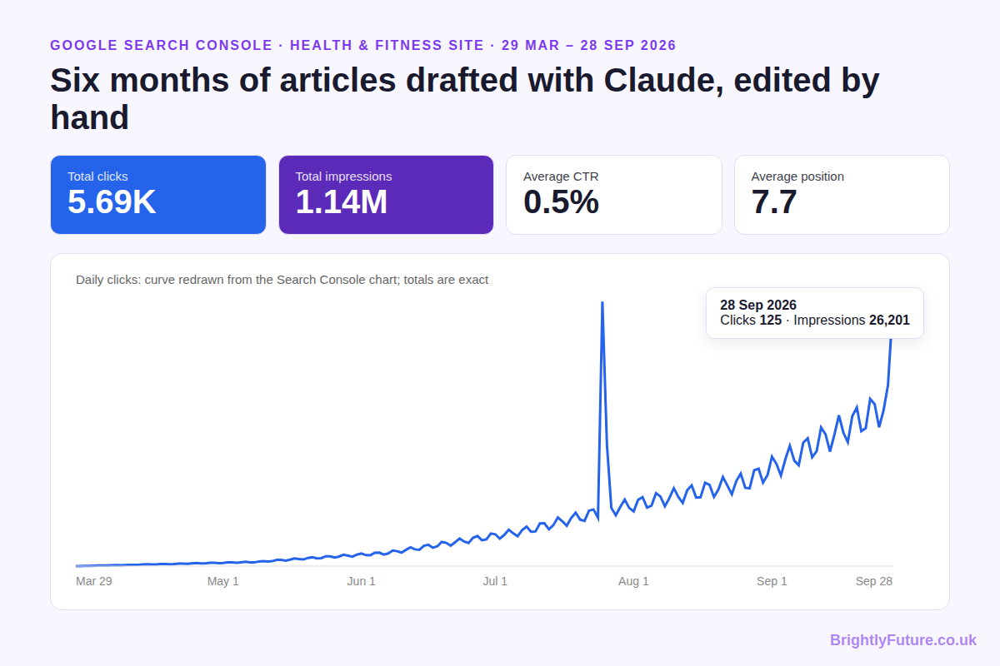 GOOGLE SEARCH CONSOLE · HEALTH & FITNESS SITE · 29 MAR – 28 SEP 2026
Six months of articles drafted with Claude, edited by
hand
Total clicks
5.69K
Total impressions
1.14M
Average CTR
0.5%
Average position
7.7
Daily clicks: curve redrawn from the Search Console chart; totals are exact
28 Sep 2026
Clicks 125 · Impressions 26,201
Mar 29
May 1
Jun 1
Jul 1
Aug 1
Sep 1
Sep 28
BrightlyFuture.co.uk